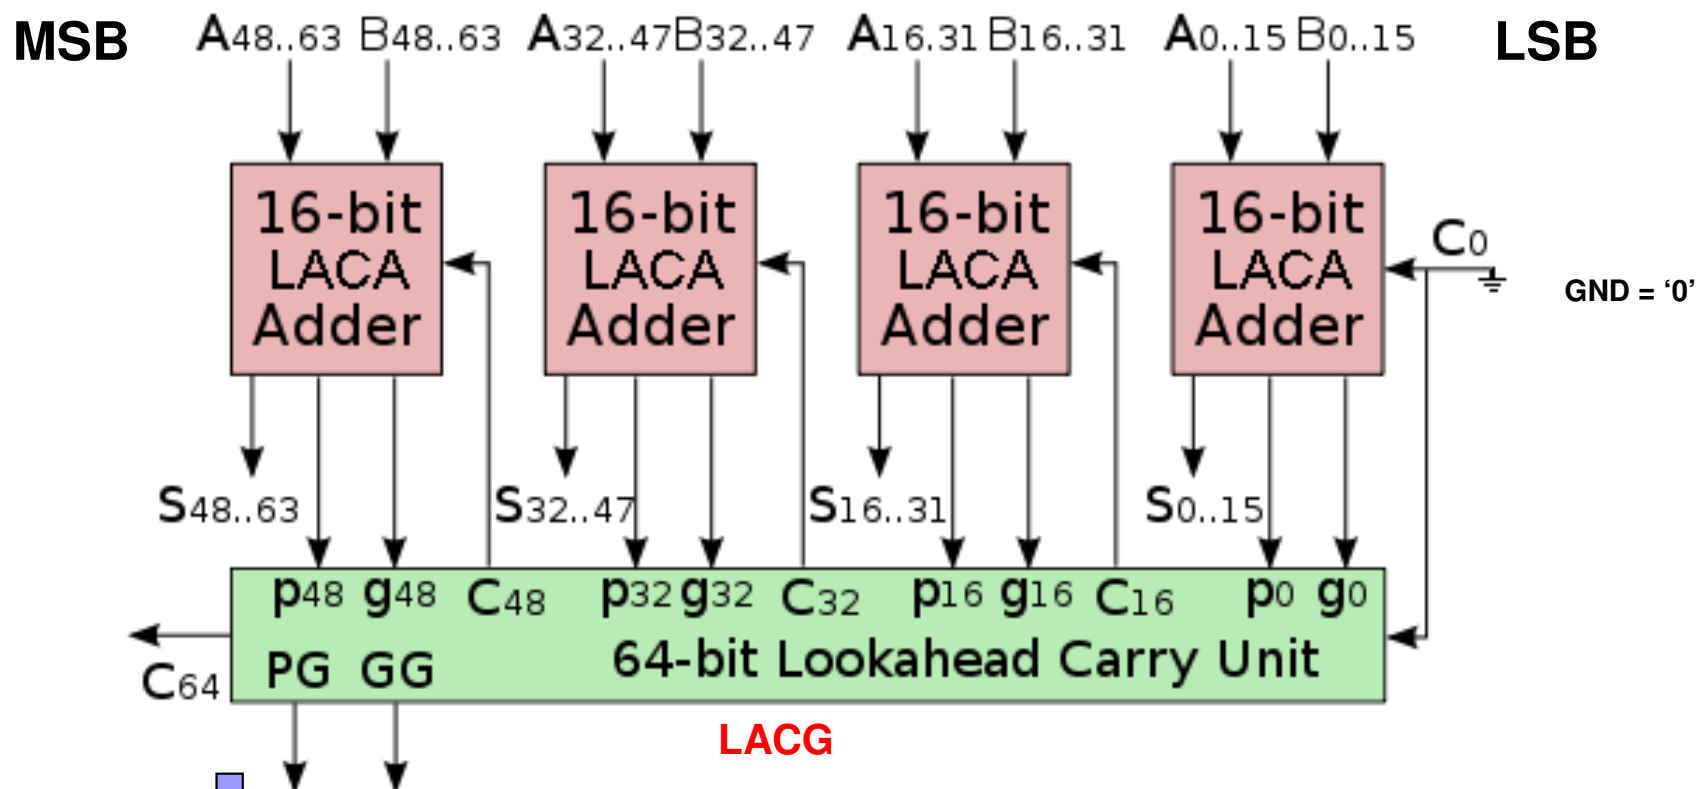 MSB A48..63 B48..63 A32..47 B32..47 A16.31 B16..31 A0..15 B0..15 LSB
16-bit LACA Adder
16-bit LACA Adder
16-bit LACA Adder
16-bit LACA Adder
C0
GND = ‘0’
S48..63 S32..47 S16..31 S0..15
p48 g48 C48 p32 g32 C32 p16 g16 C16 p0 g0
PG GG 64-bit Lookahead Carry Unit
C64
LACG